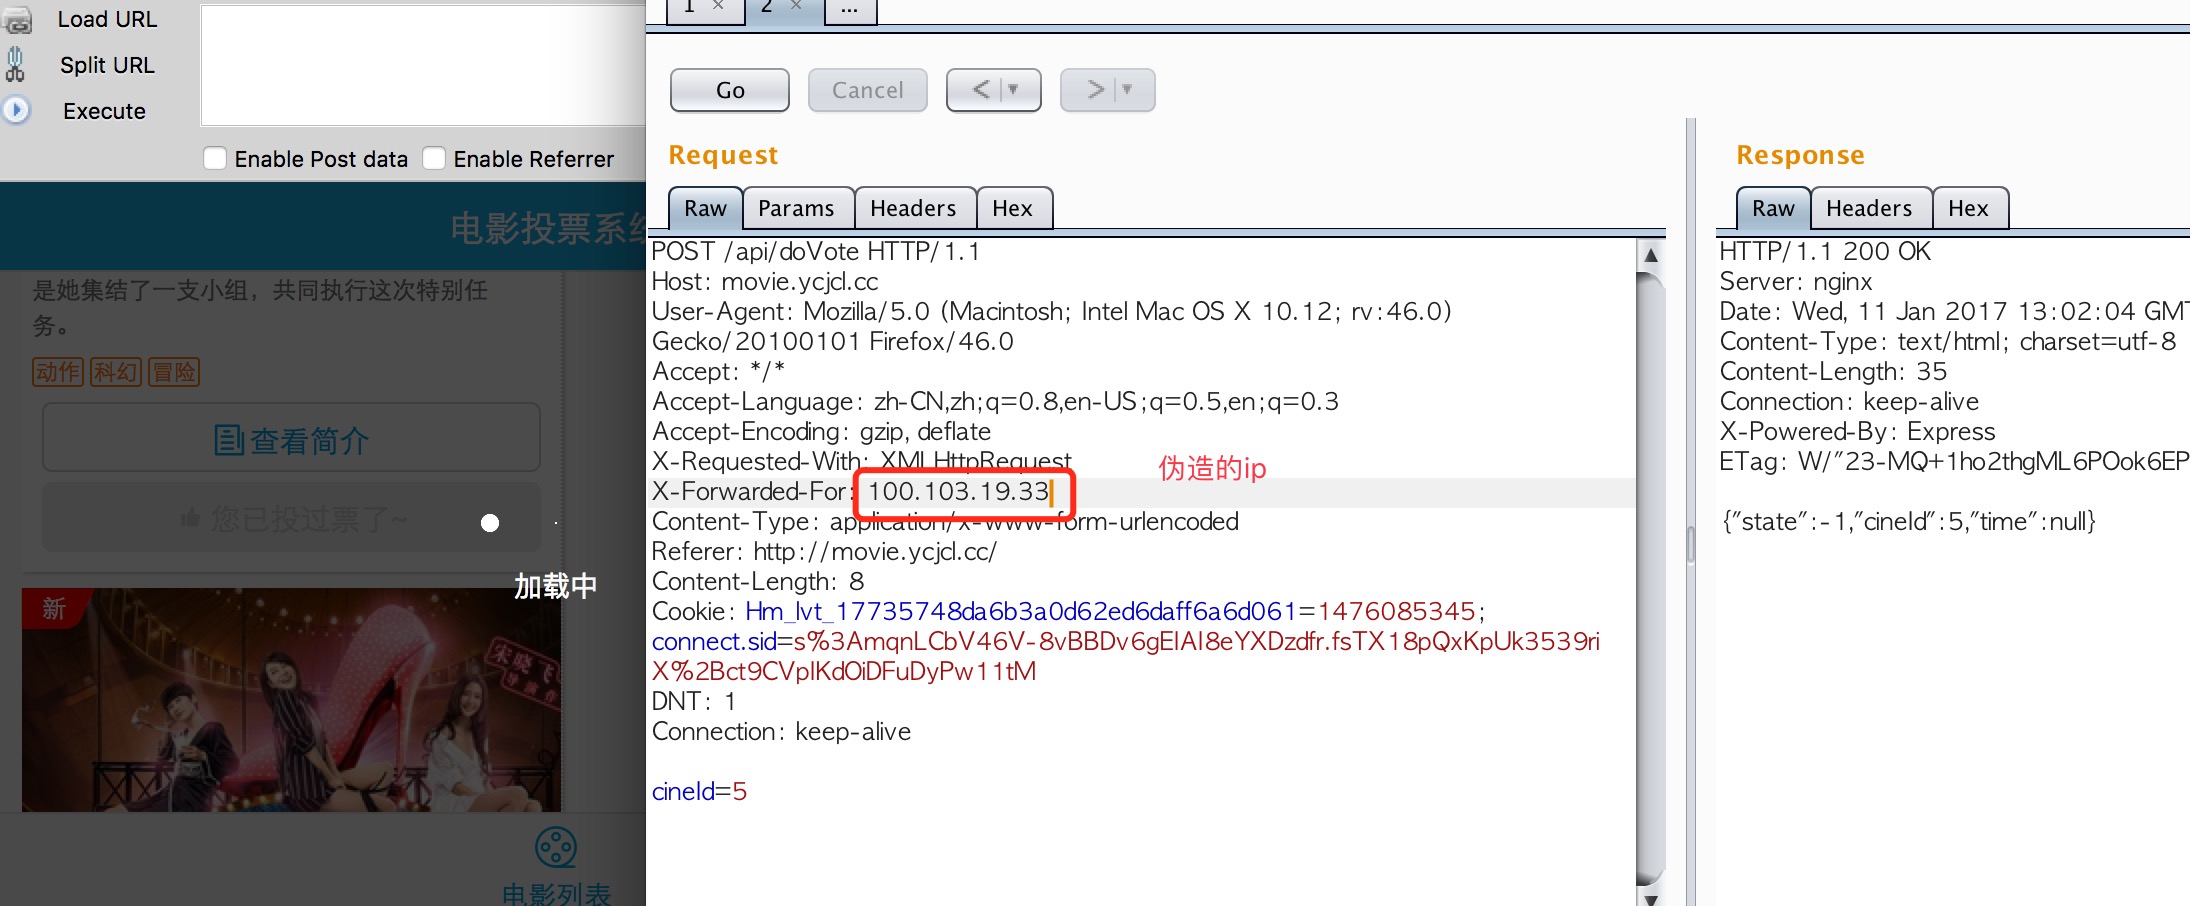 Load URL
Split URL
Execute
Enable Post data
Enable Referrer
电影投票系统
是她集结了一支小组，共同执行这次特别任
务。
动作 科幻 冒险
查看简介
您已投过票了~
加载中
新
宋晓飞
导演作
电影列表
1 × 2 × ...
Go Cancel < >
Request
Raw Params Headers Hex
POST /api/doVote HTTP/1.1
Host: movie.ycjcl.cc
User-Agent: Mozilla/5.0 (Macintosh; Intel Mac OS X 10.12; rv:46.0)
Gecko/20100101 Firefox/46.0
Accept: */*
Accept-Language: zh-CN,zh;q=0.8,en-US;q=0.5,en;q=0.3
Accept-Encoding: gzip, deflate
X-Requested-With: XMLHttpRequest
伪造的ip
X-Forwarded-For: 100.103.19.33
Content-Type: application/x-www-form-urlencoded
Referer: http://movie.ycjcl.cc/
Content-Length: 8
Cookie: Hm_lvt_17735748da6b3a0d62ed6daff6a6d061=1476085345;
connect.sid=s%3AmqnLCbV46V-8vBBDv6gElAI8eYXDzdfr.fsTX18pQxKpUk3539ri
X%2Bct9CVplKdOiDFuDyPw11tM
DNT: 1
Connection: keep-alive
cineId=5
Response
Raw Headers Hex
HTTP/1.1 200 OK
Server: nginx
Date: Wed, 11 Jan 2017 13:02:04 GMT
Content-Type: text/html; charset=utf-8
Content-Length: 35
Connection: keep-alive
X-Powered-By: Express
ETag: W/"23-MQ+1ho2thgML6POok6EP
{"state":-1,"cineId":5,"time":null}